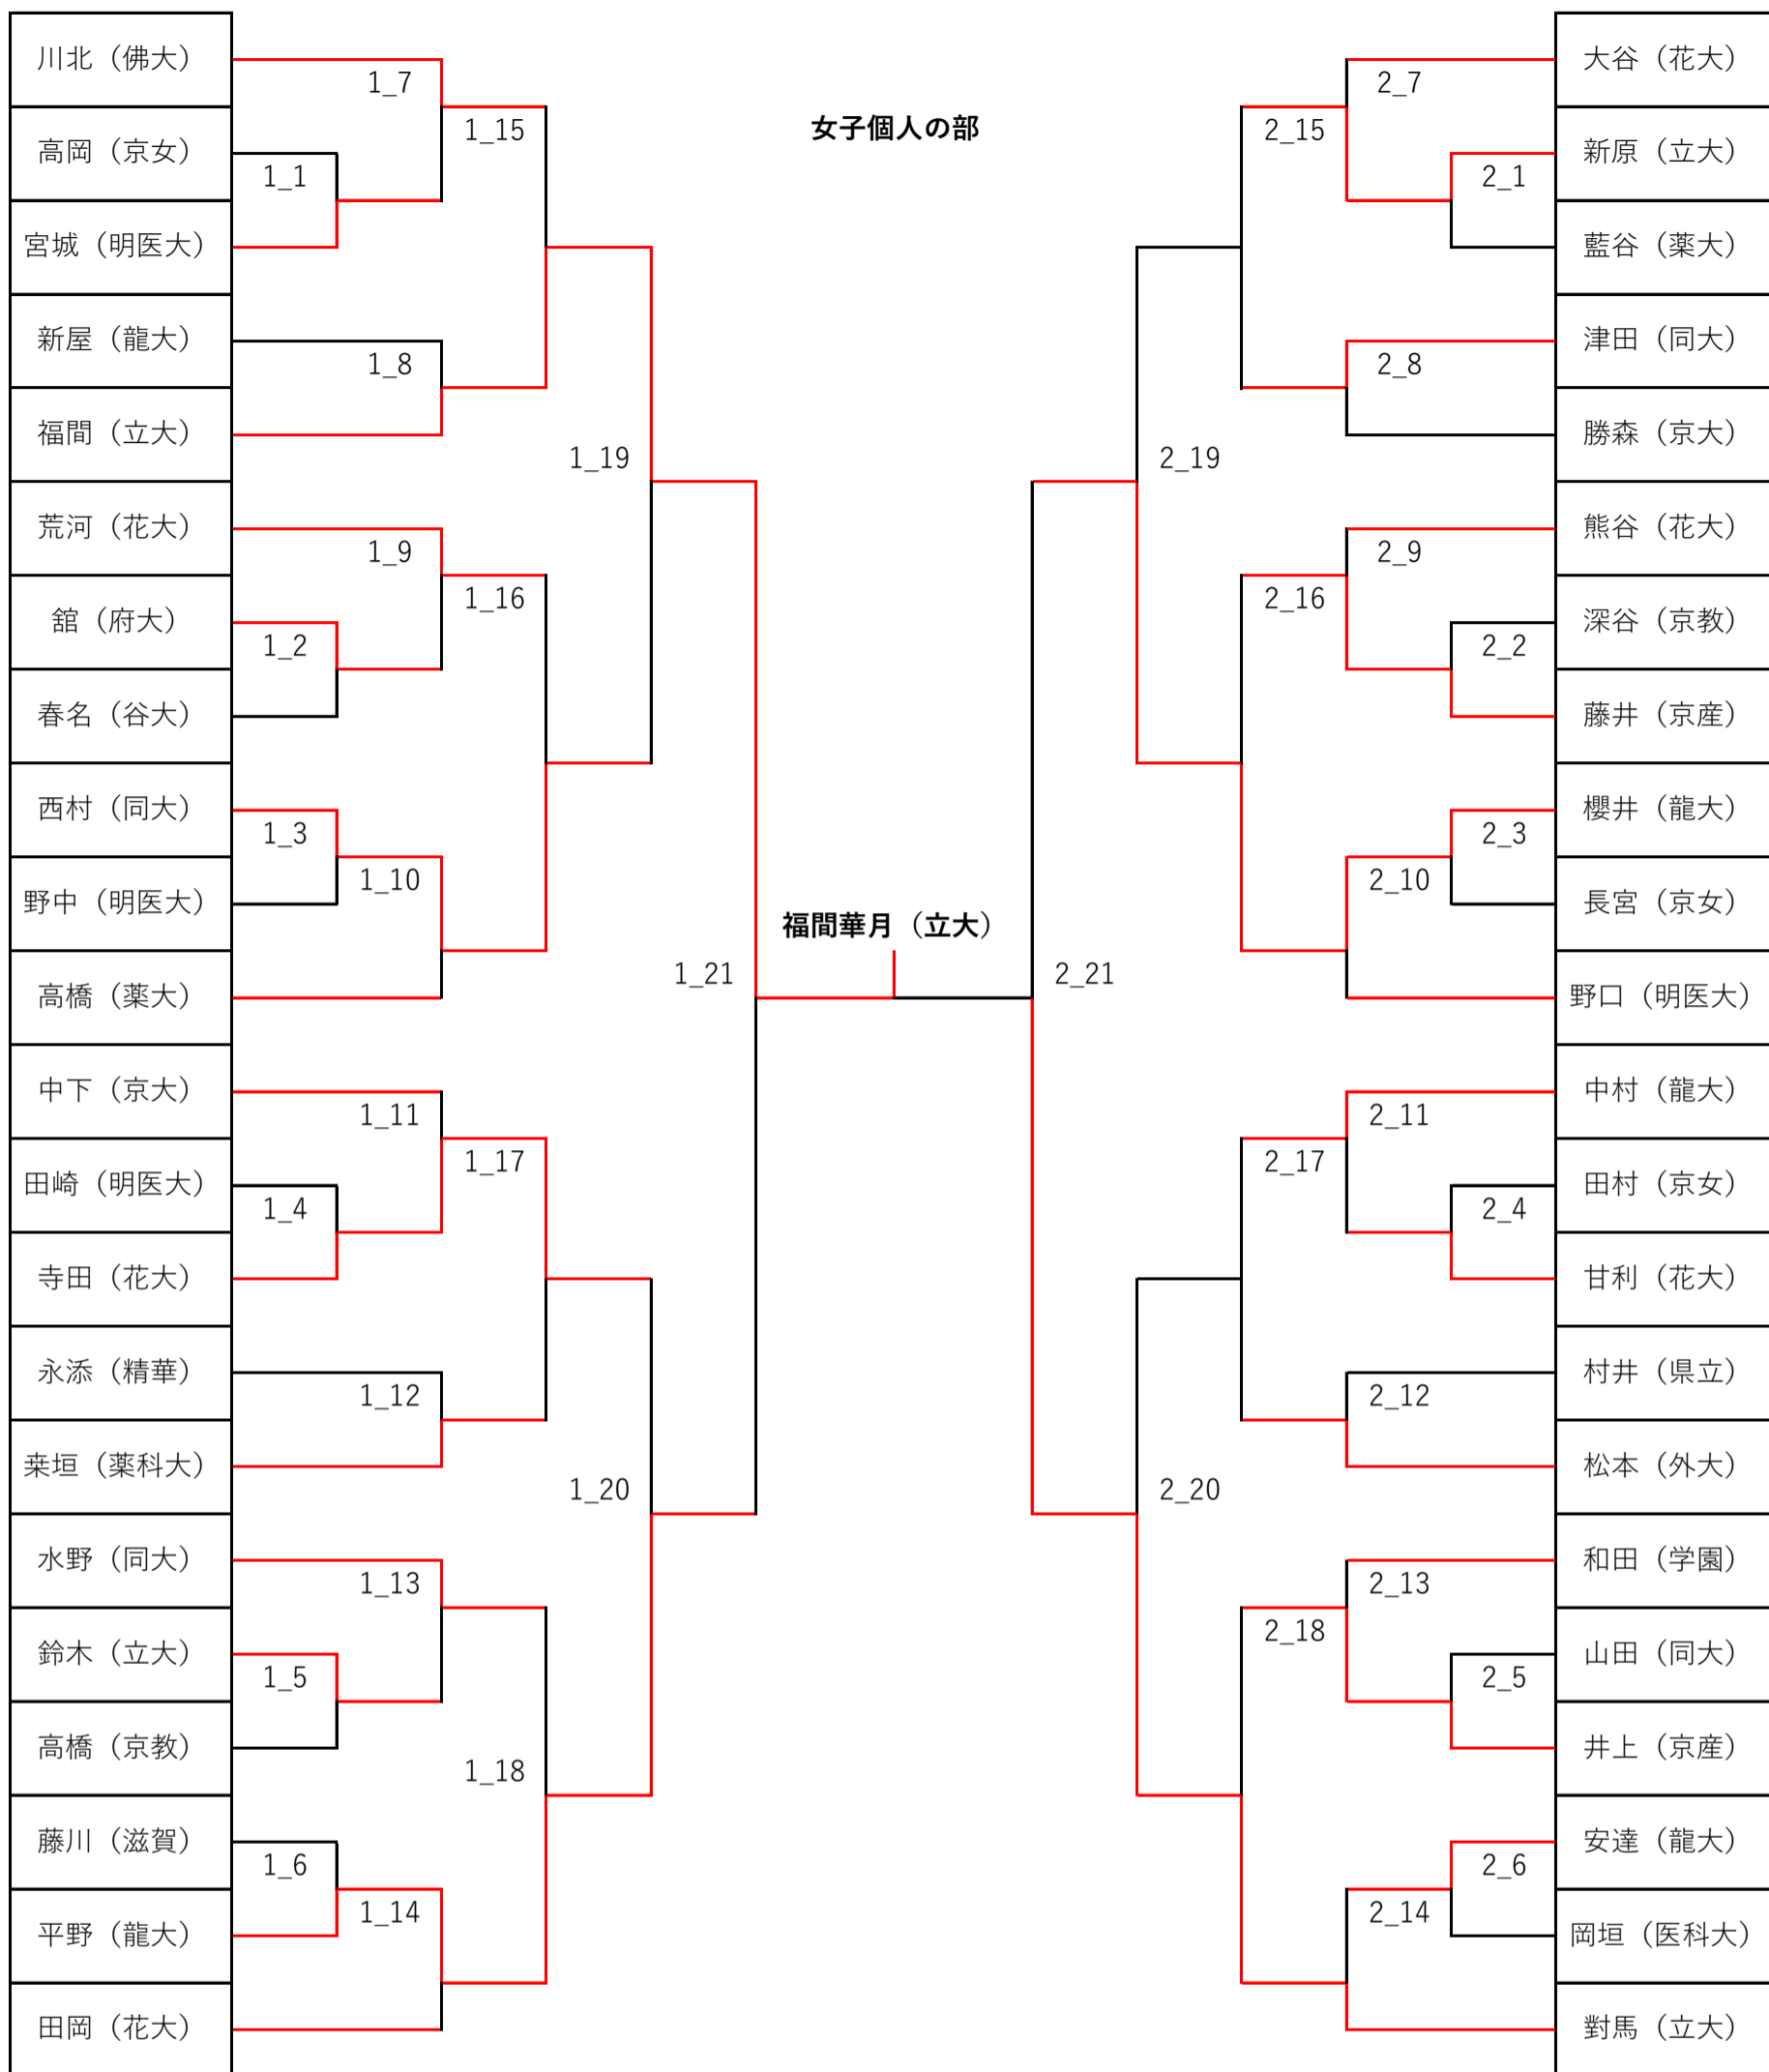 女子個人の部
川北（佛大）
高岡（京女）
宮城（明医大）
新屋（龍大）
福間（立大）
荒河（花大）
舘（府大）
春名（谷大）
西村（同大）
野中（明医大）
高橋（薬大）
中下（京大）
田崎（明医大）
寺田（花大）
永添（精華）
桒垣（薬科大）
水野（同大）
鈴木（立大）
高橋（京教）
藤川（滋賀）
平野（龍大）
田岡（花大）
1_7
1_1
1_15
1_8
1_19
1_9
1_16
1_2
1_3
1_10
1_21
1_11
1_17
1_4
1_12
1_20
1_13
1_5
1_18
1_6
1_14
福間華月（立大）
2_7
2_15
2_1
2_8
2_19
2_9
2_16
2_2
2_3
2_10
2_21
2_11
2_17
2_4
2_12
2_20
2_13
2_18
2_5
2_6
2_14
大谷（花大）
新原（立大）
藍谷（薬大）
津田（同大）
勝森（京大）
熊谷（花大）
深谷（京教）
藤井（京産）
櫻井（龍大）
長宮（京女）
野口（明医大）
中村（龍大）
田村（京女）
甘利（花大）
村井（県立）
松本（外大）
和田（学園）
山田（同大）
井上（京産）
安達（龍大）
岡垣（医科大）
對馬（立大）